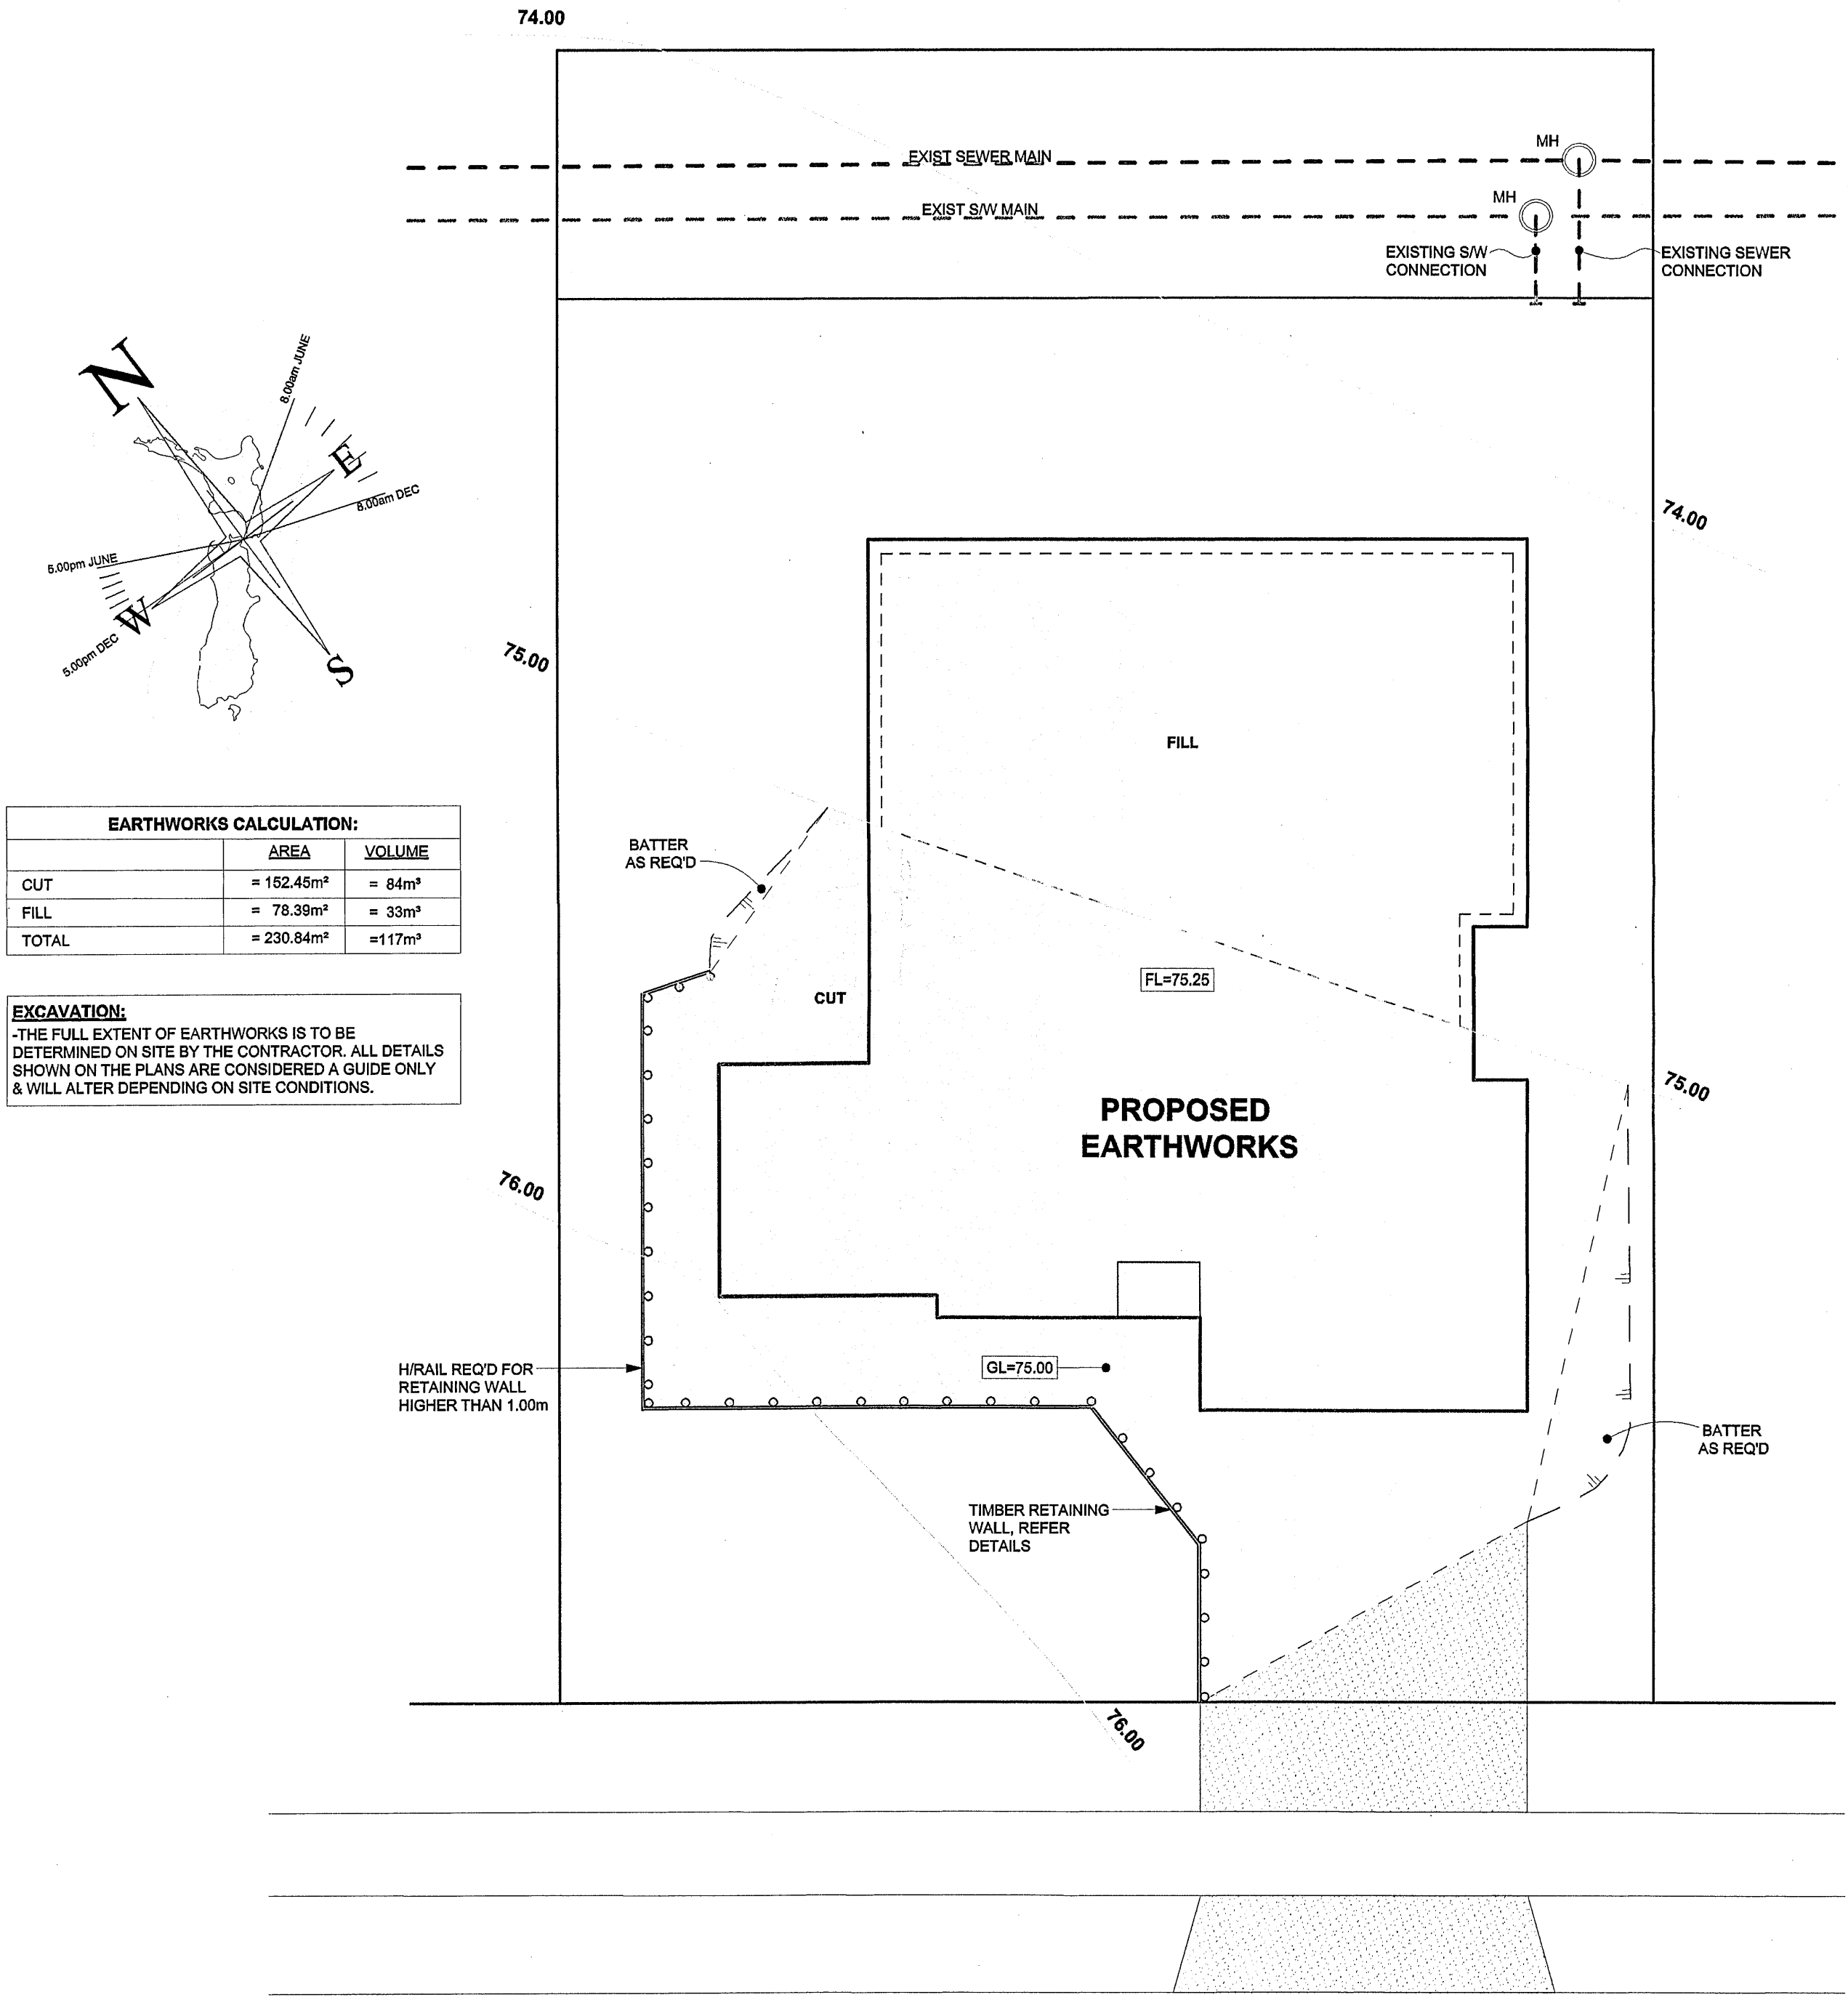 74.00
EXIST SEWER MAIN
MH
EXIST S/W MAIN
MH
EXISTING S/W
CONNECTION
EXISTING SEWER
CONNECTION
N
8.00am JUNE
E
8.00am DEC
5.00pm JUNE
W
5.00pm DEC
S
74.00
75.00
FILL
EARTHWORKS CALCULATION:
AREA VOLUME
CUT = 152.45m² = 84m³
FILL = 78.39m² = 33m³
TOTAL = 230.84m² =117m³
BATTER
AS REQ'D
CUT
FL=75.25
EXCAVATION:
-THE FULL EXTENT OF EARTHWORKS IS TO BE
DETERMINED ON SITE BY THE CONTRACTOR. ALL DETAILS
SHOWN ON THE PLANS ARE CONSIDERED A GUIDE ONLY
& WILL ALTER DEPENDING ON SITE CONDITIONS.
75.00
PROPOSED
EARTHWORKS
76.00
H/RAIL REQ'D FOR
RETAINING WALL
HIGHER THAN 1.00m
GL=75.00
BATTER
AS REQ'D
TIMBER RETAINING
WALL, REFER
DETAILS
76.00